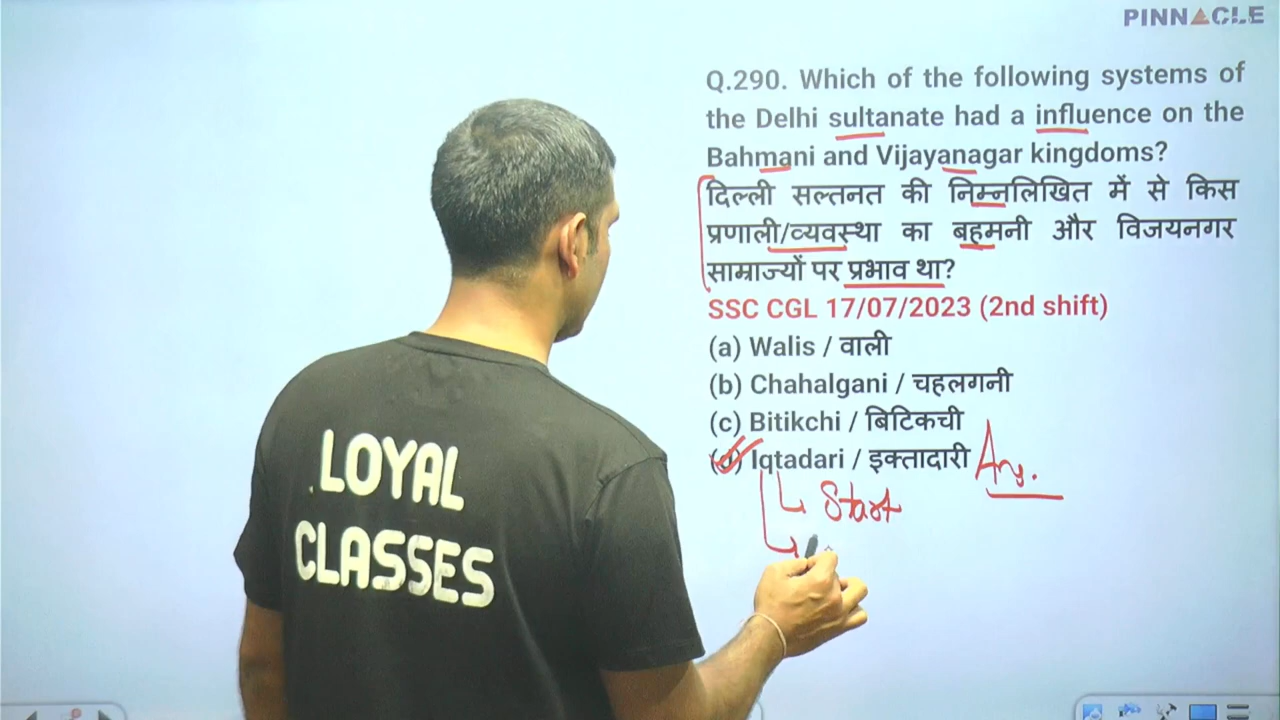 PINNACLE
Q.290. Which of the following systems of
the Delhi sultanate had a influence on the
Bahmani and Vijayanagar kingdoms?
दिल्ली सल्तनत की निम्नलिखित में से किस
प्रणाली/व्यवस्था का बहमनी और विजयनगर
साम्राज्यों पर प्रभाव था?
SSC CGL 17/07/2023 (2nd shift)
(a) Walis / वाली
(b) Chahalgani / चहलगनी
(c) Bitikchi / बिटिकची
(d) Iqtadari / इक्तादारी Ans.
Start
LOYAL
CLASSES